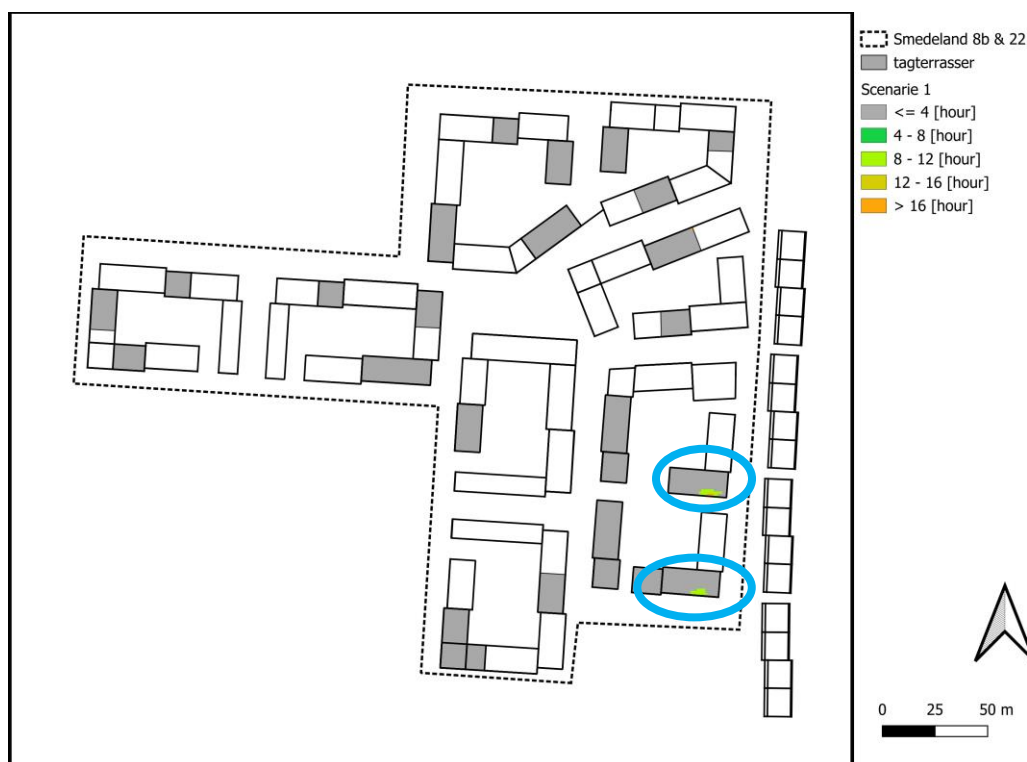 Smedeland 8b & 22
tagterrasser
Scenarie 1
<= 4 [hour]
4 - 8 [hour]
8 - 12 [hour]
12 - 16 [hour]
> 16 [hour]
0 25 50 m